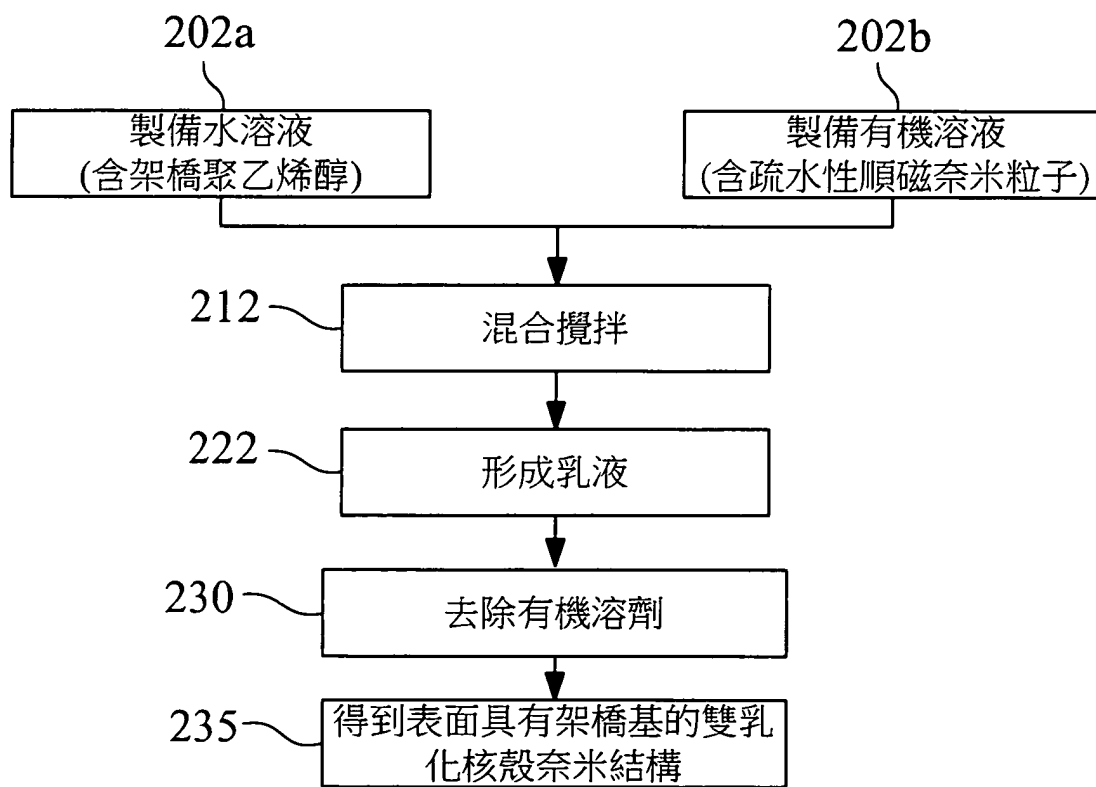 202a
202b
製備水溶液
(含架橋聚乙烯醇)
製備有機溶液
(含疏水性順磁奈米粒子)
212
混合攪拌
222
形成乳液
230
去除有機溶劑
235
得到表面具有架橋基的雙乳
化核殼奈米結構